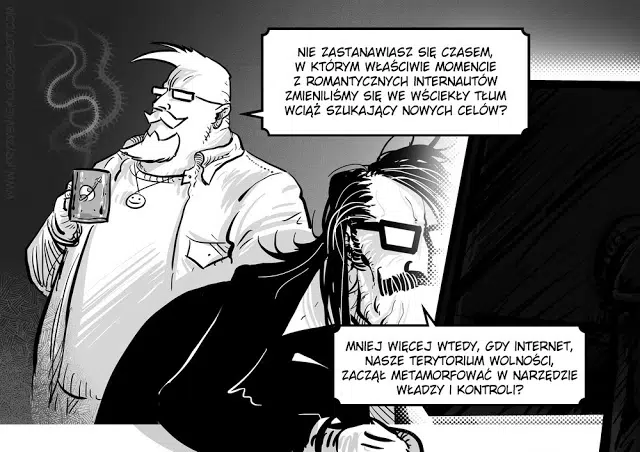 NIE ZASTANAWIASZ SIĘ CZASEM,
W KTÓRYM WŁAŚCIWIE MOMENCIE
Z ROMANTYCZNYCH INTERNAUTÓW
ZMIENILIŚMY SIĘ WE WŚCIEKŁY TŁUM
WCIĄŻ SZUKAJĄCY NOWYCH CELÓW?
MNIEJ WIĘCEJ WTEDY, GDY INTERNET,
NASZE TERYTORIUM WOLNOŚCI,
ZACZĄŁ METAMORFOWAĆ W NARZĘDZIE
WŁADZY I KONTROLI?